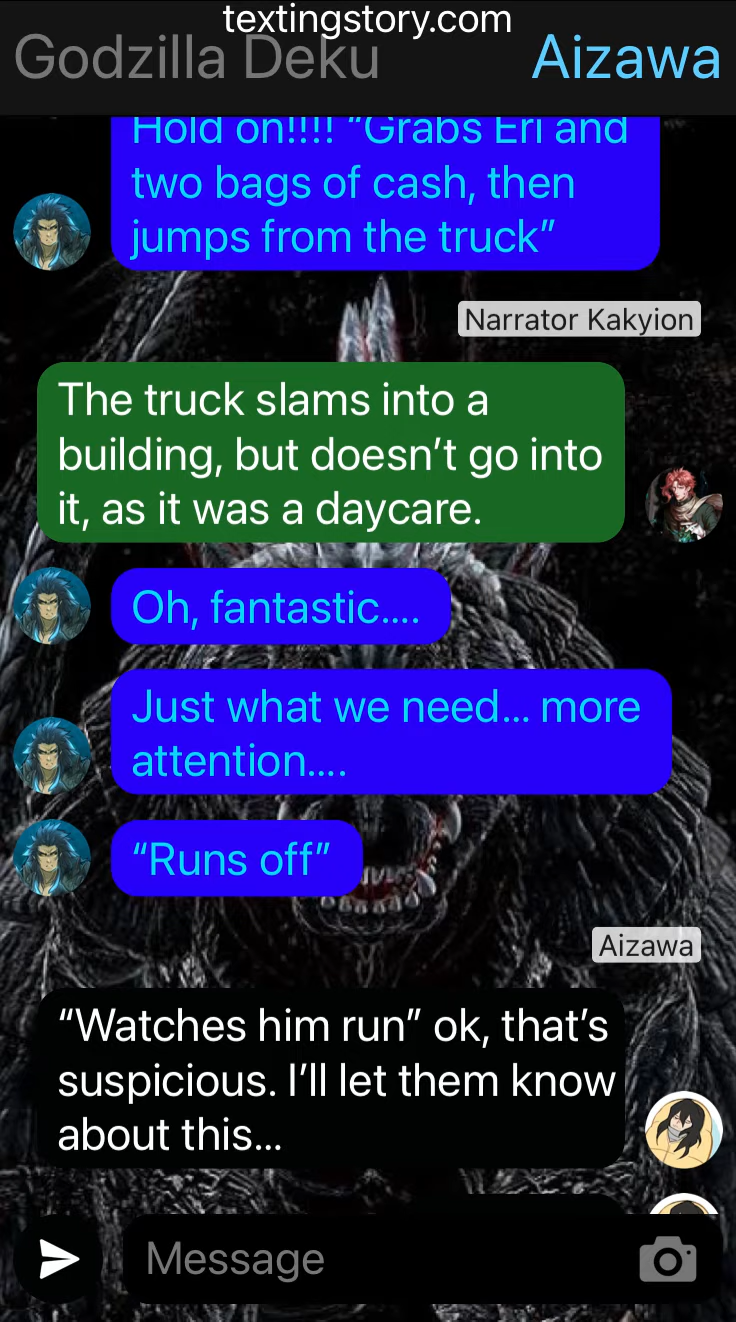 textingstory.com
Godzilla Deku
Aizawa
Hold on!!!! “Grabs Eri and
two bags of cash, then
jumps from the truck”
Narrator Kakyion
The truck slams into a
building, but doesn’t go into
it, as it was a daycare.
Oh, fantastic....
Just what we need... more
attention....
“Runs off”
Aizawa
“Watches him run” ok, that’s
suspicious. I’ll let them know
about this...
Message